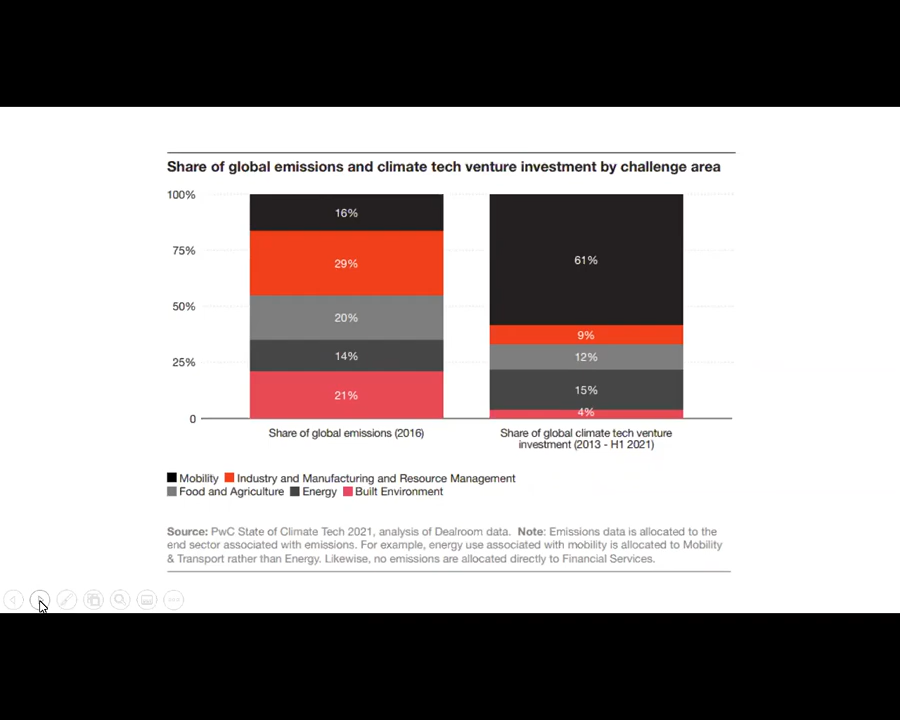 Share of global emissions and climate tech venture investment by challenge area
100%
75%
50%
25%
0
16%
29%
20%
14%
21%
61%
9%
12%
15%
4%
Share of global emissions (2016)
Share of global climate tech venture
investment (2013 - H1 2021)
Mobility Industry and Manufacturing and Resource Management
Food and Agriculture Energy Built Environment
Source: PwC State of Climate Tech 2021, analysis of Dealroom data. Note: Emissions data is allocated to the
end sector associated with emissions. For example, energy use associated with mobility is allocated to Mobility
& Transport rather than Energy. Likewise, no emissions are allocated directly to Financial Services.